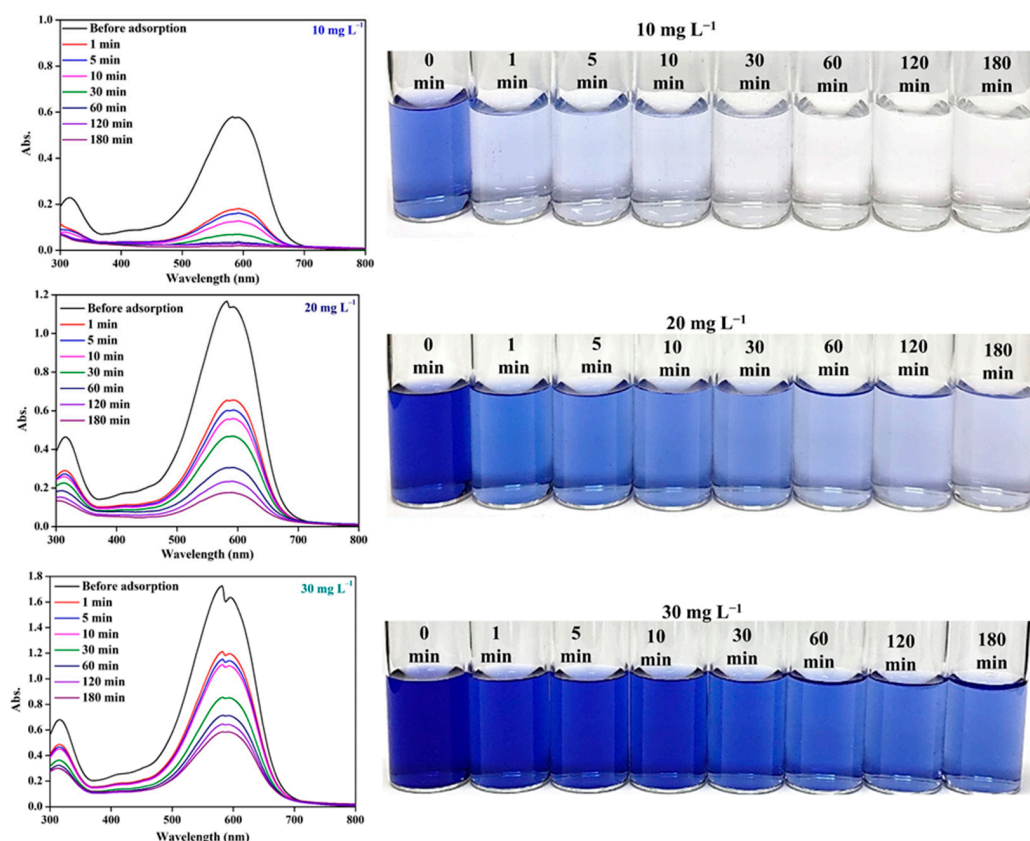 10 mg L⁻¹
Before adsorption
1 min
5 min
10 min
30 min
60 min
120 min
180 min
1.0
0.8
0.6
0.4
0.2
0.0
Abs.
300 400 500 600 700 800
Wavelength (nm)
10 mg L⁻¹
0 1 5 10 30 60 120 180
min min min min min min min min
20 mg L⁻¹
Before adsorption
1 min
5 min
10 min
30 min
60 min
120 min
180 min
1.2
1.0
0.8
0.6
0.4
0.2
0.0
Abs.
300 400 500 600 700 800
Wavelength (nm)
20 mg L⁻¹
0 1 5 10 30 60 120 180
min min min min min min min min
30 mg L⁻¹
Before adsorption
1 min
5 min
10 min
30 min
60 min
120 min
180 min
1.8
1.6
1.4
1.2
1.0
0.8
0.6
0.4
0.2
0.0
Abs.
300 400 500 600 700 800
Wavelength (nm)
30 mg L⁻¹
0 1 5 10 30 60 120 180
min min min min min min min min